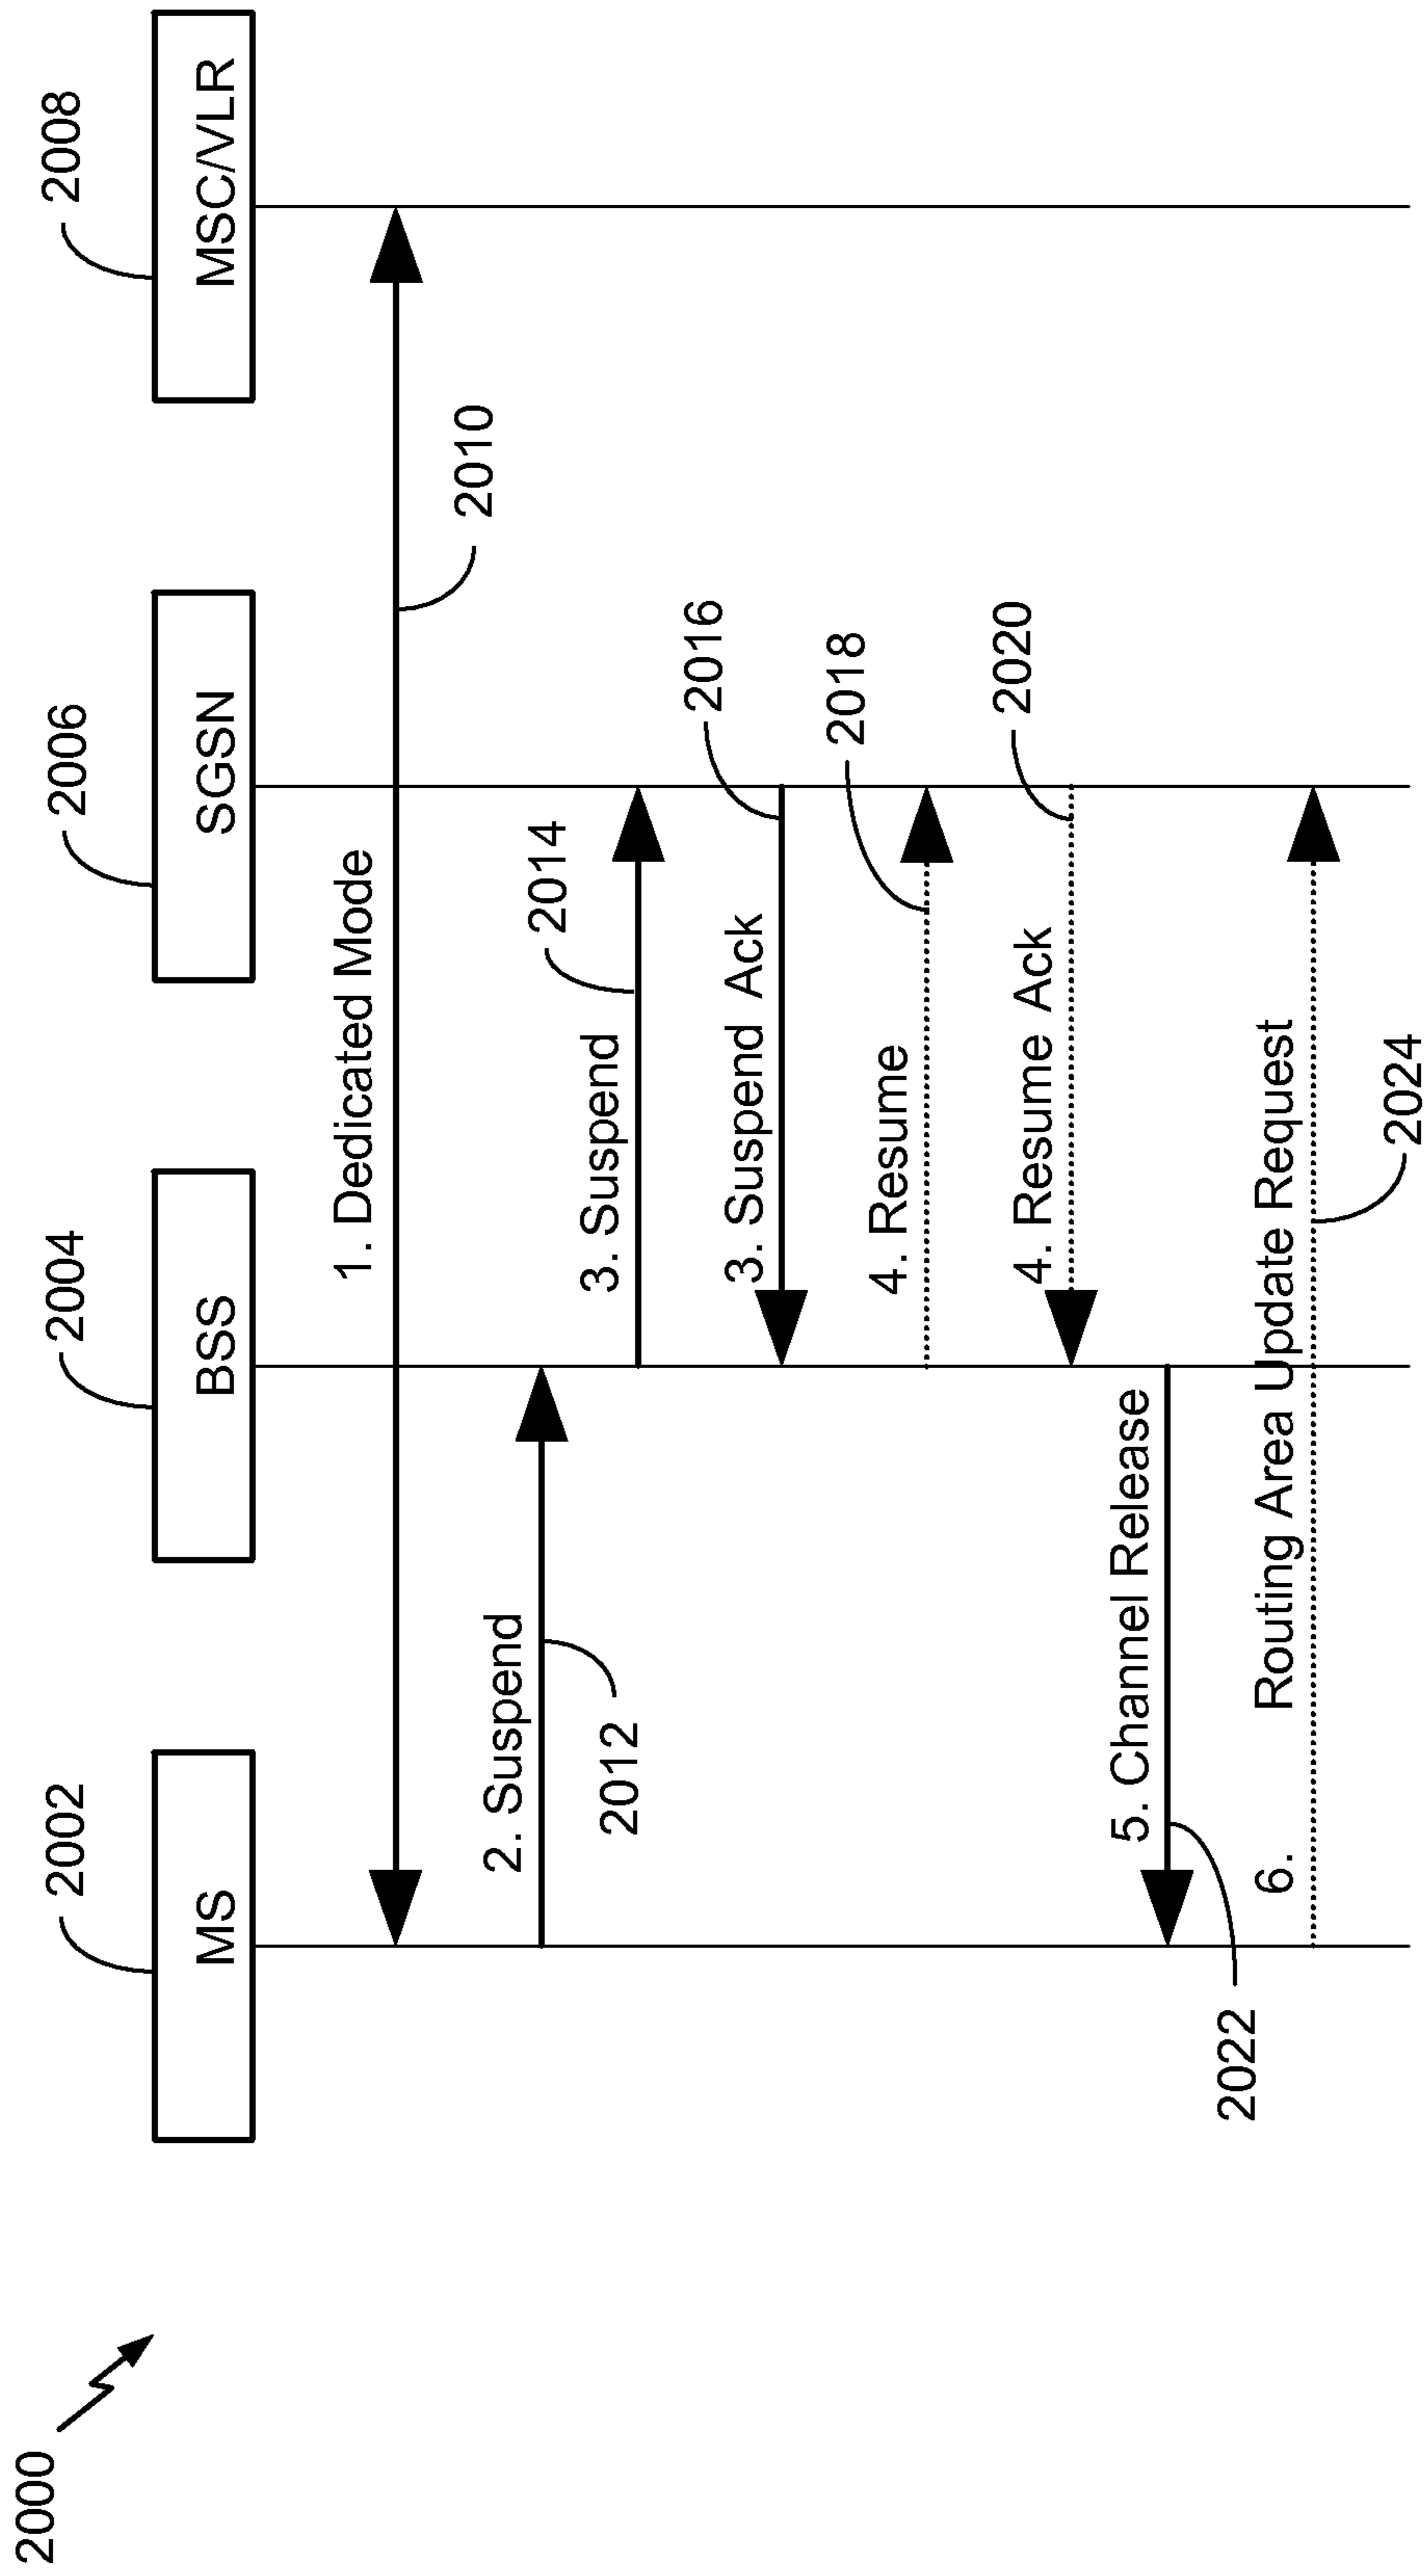 2000
2002
2004
2006
2008
MS
BSS
SGSN
MSC/VLR
1. Dedicated Mode
2010
2. Suspend
2012
3. Suspend
2014
3. Suspend Ack
2016
4. Resume
2018
4. Resume Ack
2020
5. Channel Release
2022
6. Routing Area Update Request
2024